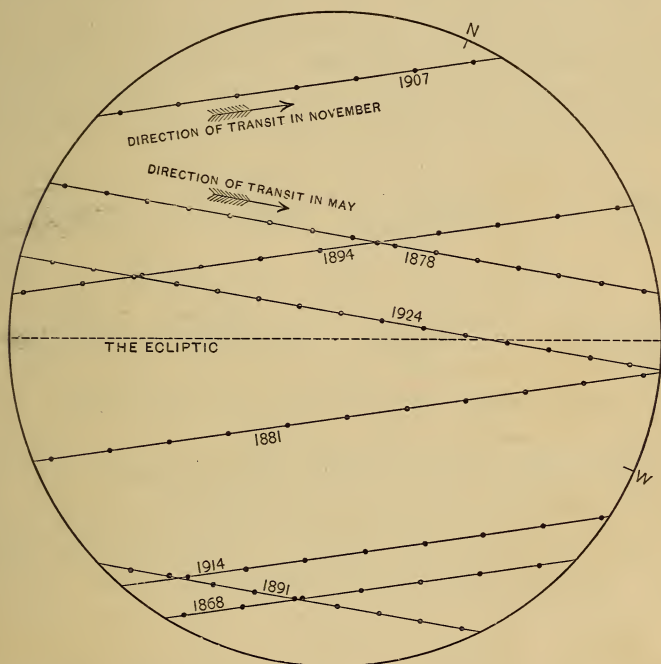 N
1907
DIRECTION OF TRANSIT IN NOVEMBER
DIRECTION OF TRANSIT IN MAY
1894
1878
1924
THE ECLIPTIC
1881
W
1914
1891
1868